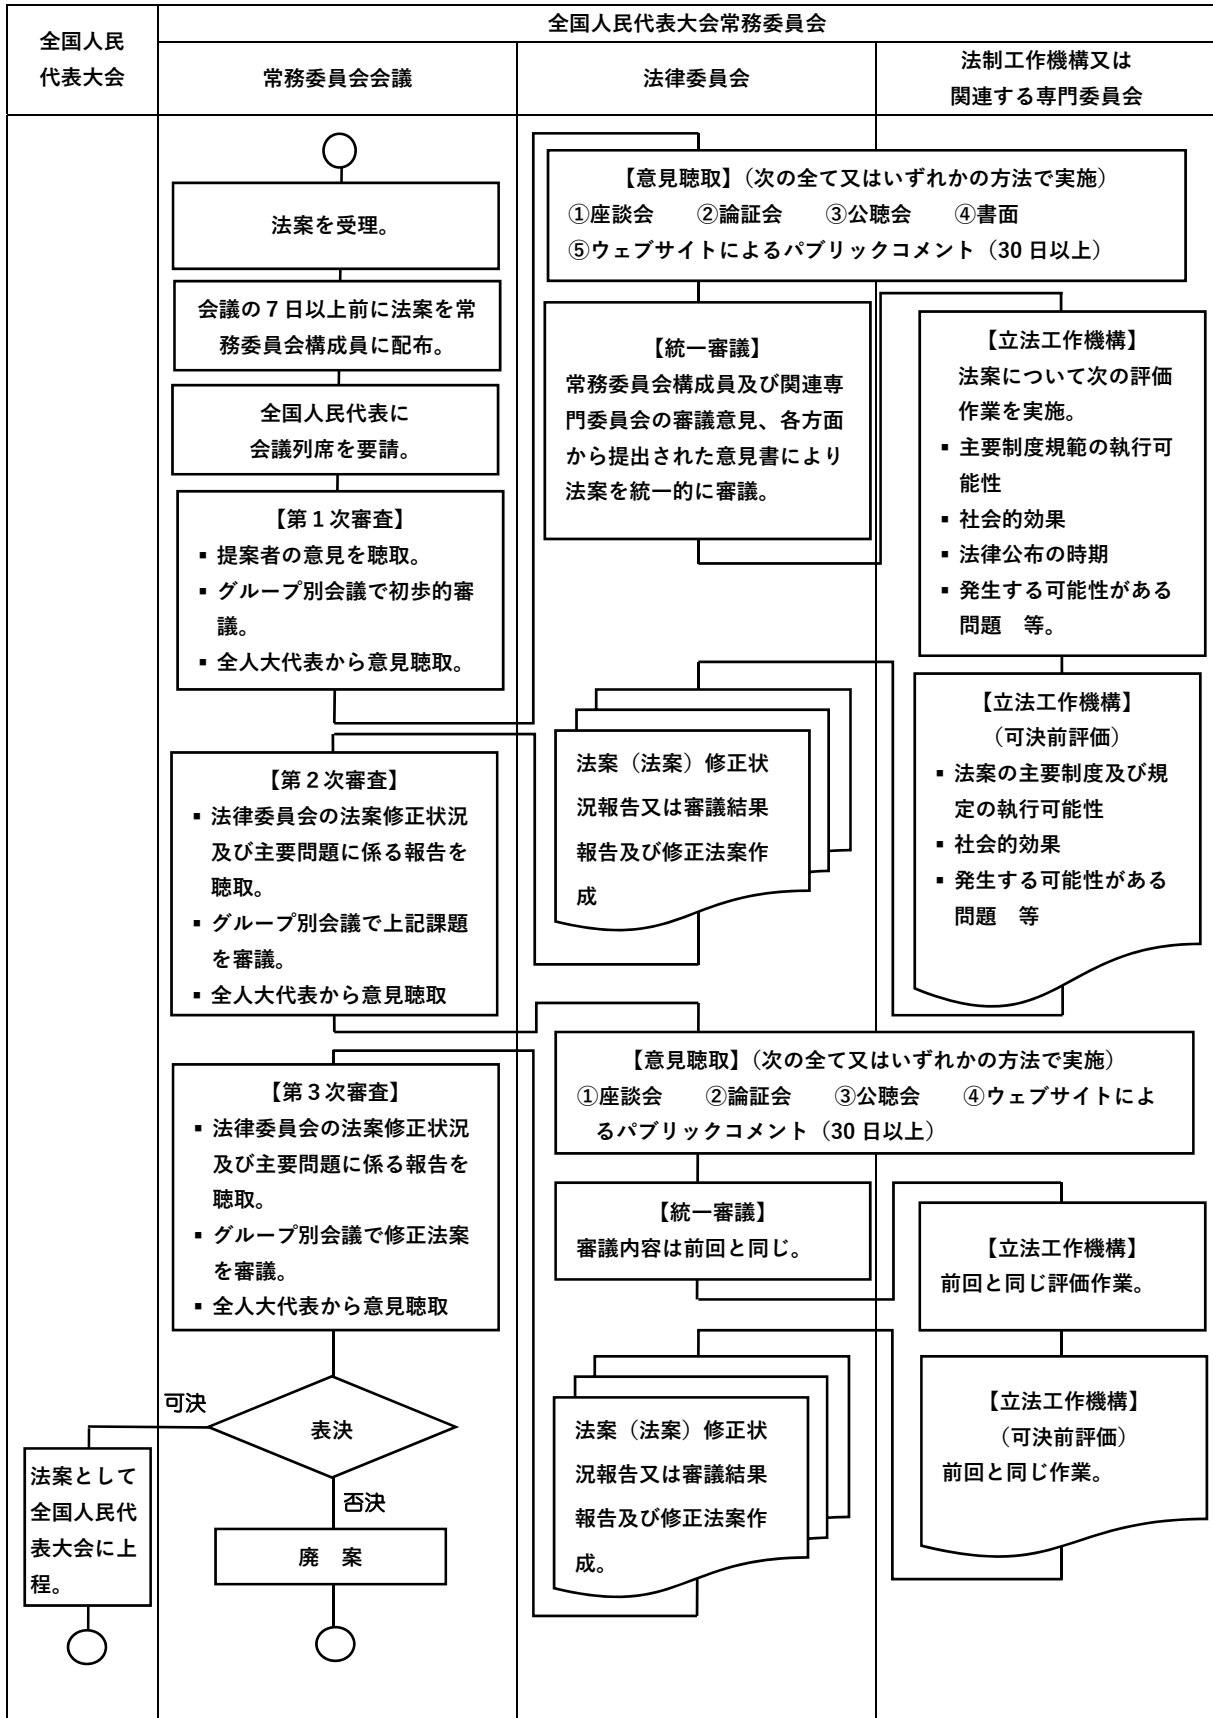 全国人民
代表大会
全国人民代表大会常務委員会
常務委員会会議
法律委員会
法制工作機構又は
関連する専門委員会
法案を受理。
会議の7日以上前に法案を常
務委員会構成員に配布。
全国人民代表に
会議列席を要請。
【第1次審査】
▪ 提案者の意見を聴取。
▪ グループ別会議で初歩的審
議。
▪ 全人大代表から意見聴取。
【意見聴取】（次の全て又はいずれかの方法で実施）
①座談会　②論証会　③公聴会　④書面
⑤ウェブサイトによるパブリックコメント（30日以上）
【統一審議】
常務委員会構成員及び関連専
門委員会の審議意見、各方面
から提出された意見書により
法案を統一的に審議。
【立法工作機構】
法案について次の評価
作業を実施。
▪ 主要制度規範の執行可
能性
▪ 社会的効果
▪ 法律公布の時期
▪ 発生する可能性がある
問題　等。
【立法工作機構】
（可決前評価）
▪ 法案の主要制度及び規
定の執行可能性
▪ 社会的効果
▪ 発生する可能性がある
問題　等
法案（法案）修正状
況報告又は審議結果
報告及び修正法案作
成
【第2次審査】
▪ 法律委員会の法案修正状況
及び主要問題に係る報告を
聴取。
▪ グループ別会議で上記課題
を審議。
▪ 全人大代表から意見聴取
【意見聴取】（次の全て又はいずれかの方法で実施）
①座談会　②論証会　③公聴会　④ウェブサイトによ
るパブリックコメント（30日以上）
【統一審議】
審議内容は前回と同じ。
【立法工作機構】
前回と同じ評価作業。
【立法工作機構】
（可決前評価）
前回と同じ作業。
法案（法案）修正状
況報告又は審議結果
報告及び修正法案作
成。
【第3次審査】
▪ 法律委員会の法案修正状況
及び主要問題に係る報告を
聴取。
▪ グループ別会議で修正法案
を審議。
▪ 全人大代表から意見聴取
表決
可決
法案として
全国人民代
表大会に上
程。
否決
廃　案